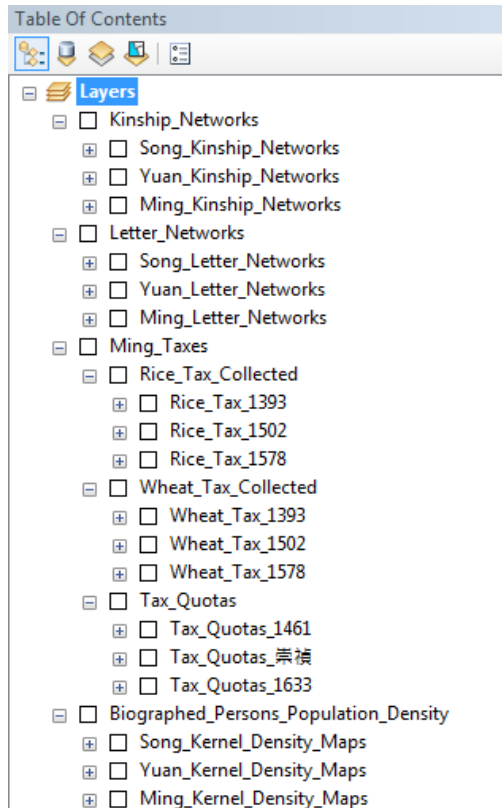 Table Of Contents
Layers
Kinship_Networks
Song_Kinship_Networks
Yuan_Kinship_Networks
Ming_Kinship_Networks
Letter_Networks
Song_Letter_Networks
Yuan_Letter_Networks
Ming_Letter_Networks
Ming_Taxes
Rice_Tax_Collected
Rice_Tax_1393
Rice_Tax_1502
Rice_Tax_1578
Wheat_Tax_Collected
Wheat_Tax_1393
Wheat_Tax_1502
Wheat_Tax_1578
Tax_Quotas
Tax_Quotas_1461
Tax_Quotas_崇禎
Tax_Quotas_1633
Biographed_Persons_Population_Density
Song_Kernel_Density_Maps
Yuan_Kernel_Density_Maps
Ming_Kernel_Density_Maps